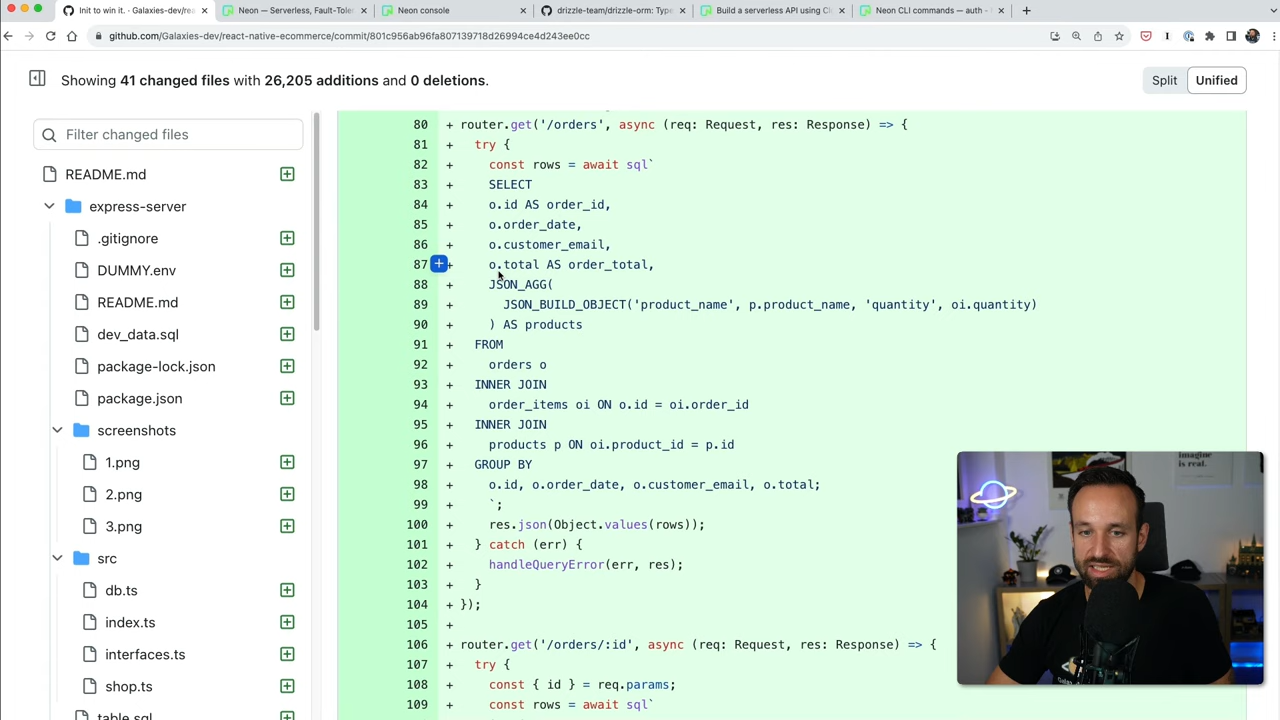 Init to win it. · Galaxies-dev/rea
Neon — Serverless, Fault-Toler
Neon console
drizzle-team/drizzle-orm: Type
Build a serverless API using Cl
Neon CLI commands — auth -
github.com/Galaxies-dev/react-native-ecommerce/commit/801c956ab96fa807139718d26994ce4d243ee0cc
Showing 41 changed files with 26,205 additions and 0 deletions.
Split
Unified
Filter changed files
README.md
express-server
.gitignore
DUMMY.env
README.md
dev_data.sql
package-lock.json
package.json
screenshots
1.png
2.png
3.png
src
db.ts
index.ts
interfaces.ts
shop.ts
table.sql
80 + router.get('/orders', async (req: Request, res: Response) => {
81 + try {
82 + const rows = await sql`
83 + SELECT
84 + o.id AS order_id,
85 + o.order_date,
86 + o.customer_email,
87 + o.total AS order_total,
88 + JSON_AGG(
89 + JSON_BUILD_OBJECT('product_name', p.product_name, 'quantity', oi.quantity)
90 + ) AS products
91 + FROM
92 + orders o
93 + INNER JOIN
94 + order_items oi ON o.id = oi.order_id
95 + INNER JOIN
96 + products p ON oi.product_id = p.id
97 + GROUP BY
98 + o.id, o.order_date, o.customer_email, o.total;
99 + `;
100 + res.json(Object.values(rows));
101 + } catch (err) {
102 + handleQueryError(err, res);
103 + }
104 + });
105 +
106 + router.get('/orders/:id', async (req: Request, res: Response) => {
107 + try {
108 + const { id } = req.params;
109 + const rows = await sql`
imagine
is real.